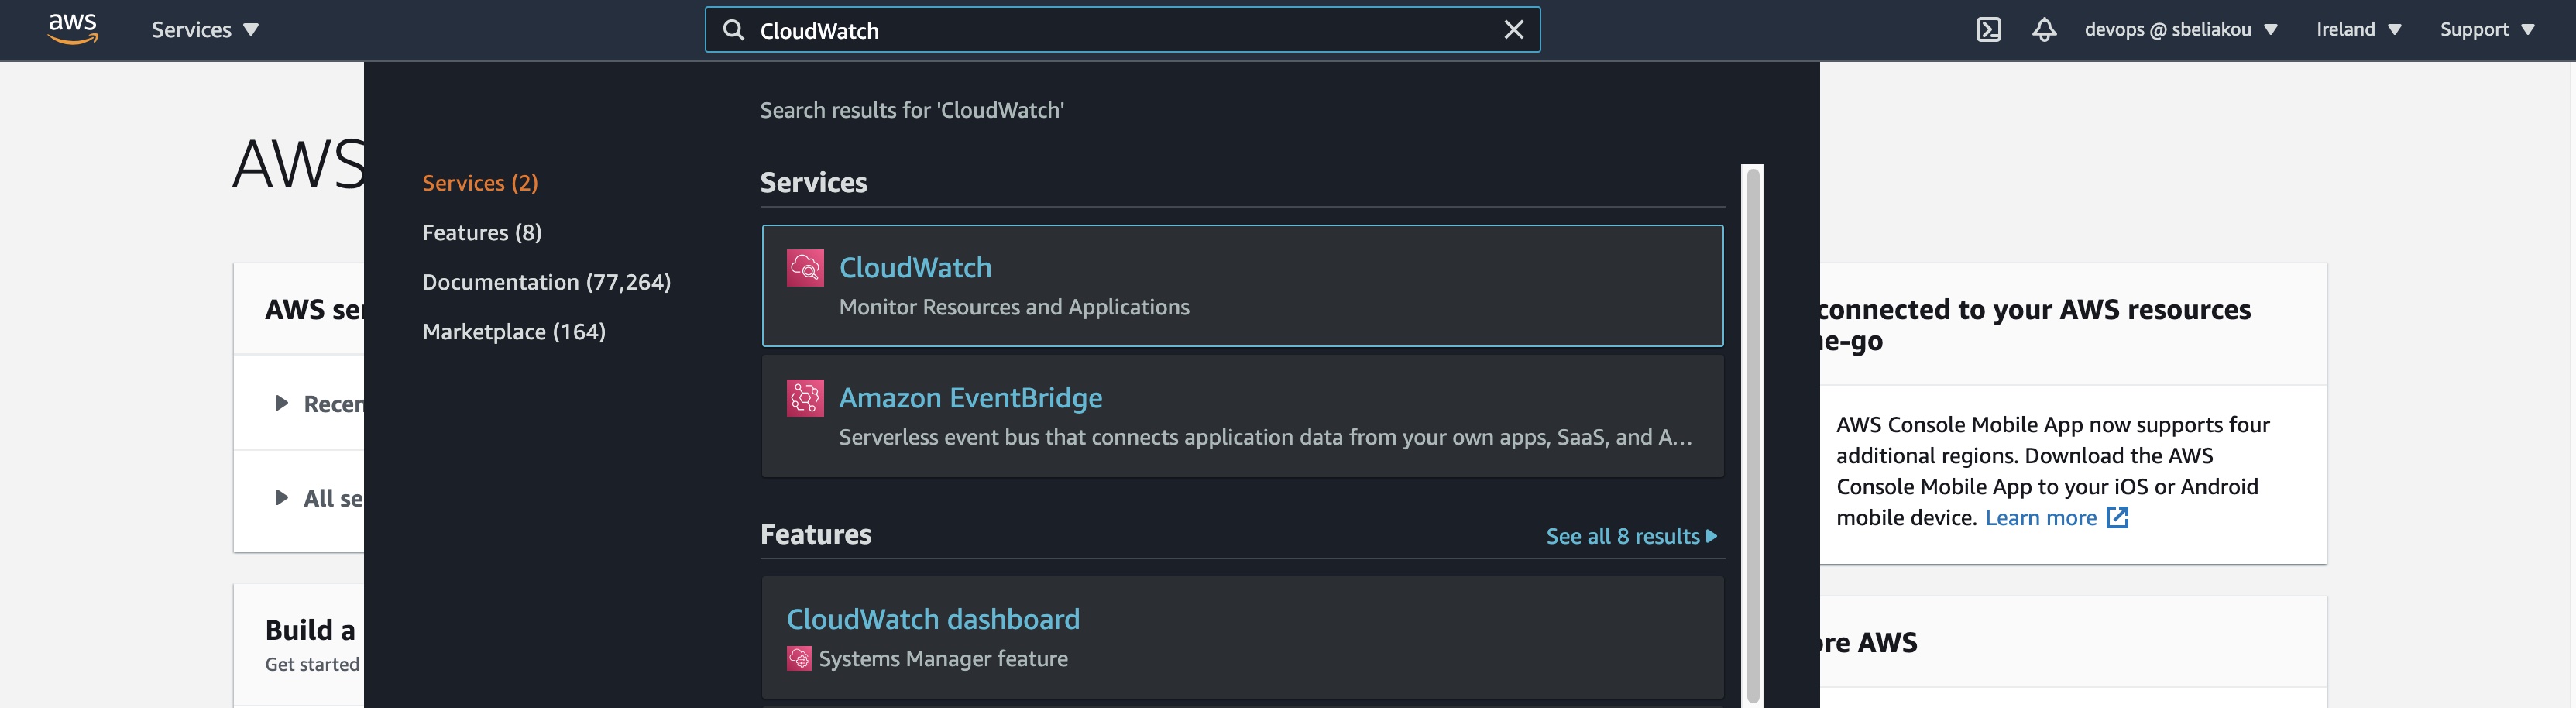 aws
Services
CloudWatch
devops @ sbeliakou
Ireland
Support
Search results for 'CloudWatch'
Services (2)
Features (8)
Documentation (77,264)
Marketplace (164)
Services
CloudWatch
Monitor Resources and Applications
Amazon EventBridge
Serverless event bus that connects application data from your own apps, SaaS, and A...
Features
See all 8 results
CloudWatch dashboard
Systems Manager feature
AWS
AWS ser
Recen
All se
Build a
Get started
connected to your AWS resources
e-go
AWS Console Mobile App now supports four
additional regions. Download the AWS
Console Mobile App to your iOS or Android
mobile device. Learn more
re AWS